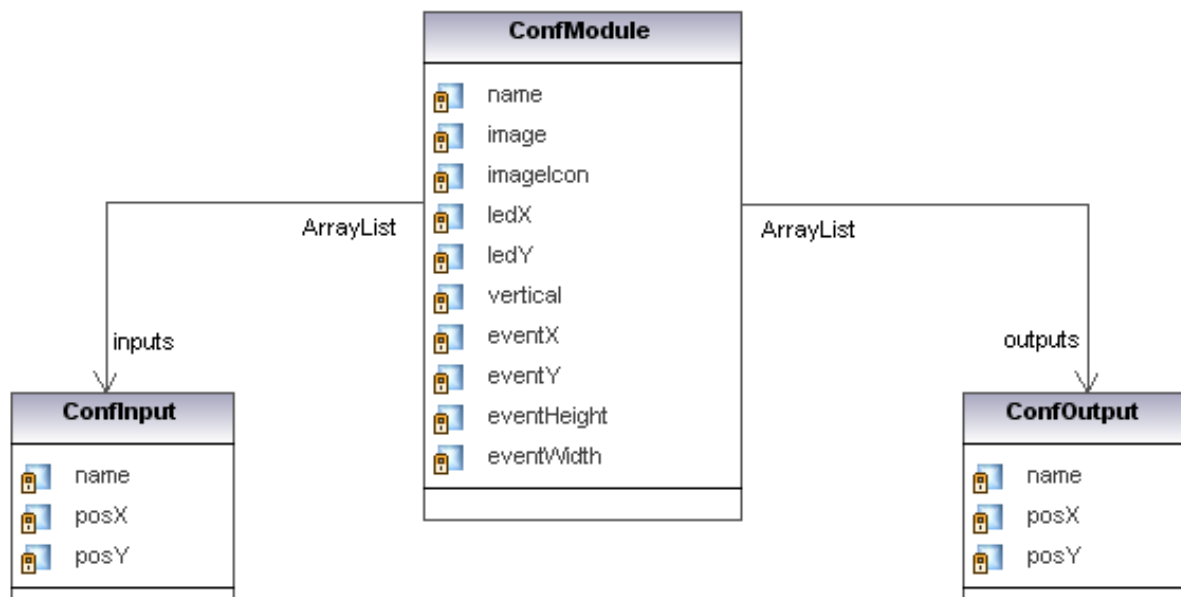 ConfModule
name
image
imageIcon
ledX
ledY
vertical
eventX
eventY
eventHeight
eventWidth
ArrayList
inputs
ArrayList
outputs
ConfInput
name
posX
posY
ConfOutput
name
posX
posY